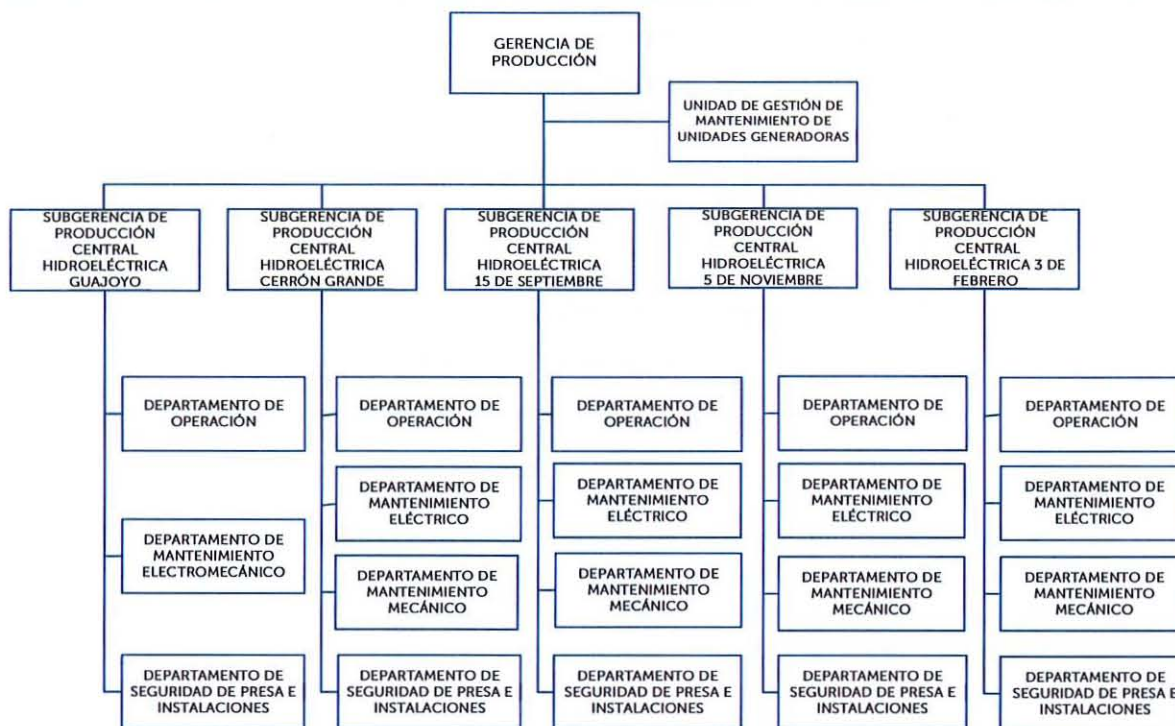 GERENCIA DE
PRODUCCIÓN
UNIDAD DE GESTIÓN DE
MANTENIMIENTO DE
UNIDADES GENERADORAS
SUBGERENCIA DE
PRODUCCIÓN
CENTRAL
HIDROELÉCTRICA
GUAJOYO
SUBGERENCIA DE
PRODUCCIÓN
CENTRAL
HIDROELÉCTRICA
CERRÓN GRANDE
SUBGERENCIA DE
PRODUCCIÓN
CENTRAL
HIDROELÉCTRICA
15 DE SEPTIEMBRE
SUBGERENCIA DE
PRODUCCIÓN
CENTRAL
HIDROELÉCTRICA
5 DE NOVIEMBRE
SUBGERENCIA DE
PRODUCCIÓN
CENTRAL
HIDROELÉCTRICA 3 DE
FEBRERO
DEPARTAMENTO DE
OPERACIÓN
DEPARTAMENTO DE
MANTENIMIENTO
ELECTROMECÁNICO
DEPARTAMENTO DE
SEGURIDAD DE PRESA E
INSTALACIONES
DEPARTAMENTO DE
OPERACIÓN
DEPARTAMENTO DE
MANTENIMIENTO
ELÉCTRICO
DEPARTAMENTO DE
MANTENIMIENTO
MECÁNICO
DEPARTAMENTO DE
SEGURIDAD DE PRESA E
INSTALACIONES
DEPARTAMENTO DE
OPERACIÓN
DEPARTAMENTO DE
MANTENIMIENTO
ELÉCTRICO
DEPARTAMENTO DE
MANTENIMIENTO
MECÁNICO
DEPARTAMENTO DE
SEGURIDAD DE PRESA E
INSTALACIONES
DEPARTAMENTO DE
OPERACIÓN
DEPARTAMENTO DE
MANTENIMIENTO
ELÉCTRICO
DEPARTAMENTO DE
MANTENIMIENTO
MECÁNICO
DEPARTAMENTO DE
SEGURIDAD DE PRESA E
INSTALACIONES
DEPARTAMENTO DE
OPERACIÓN
DEPARTAMENTO DE
MANTENIMIENTO
ELÉCTRICO
DEPARTAMENTO DE
MANTENIMIENTO
MECÁNICO
DEPARTAMENTO DE
SEGURIDAD DE PRESA E
INSTALACIONES